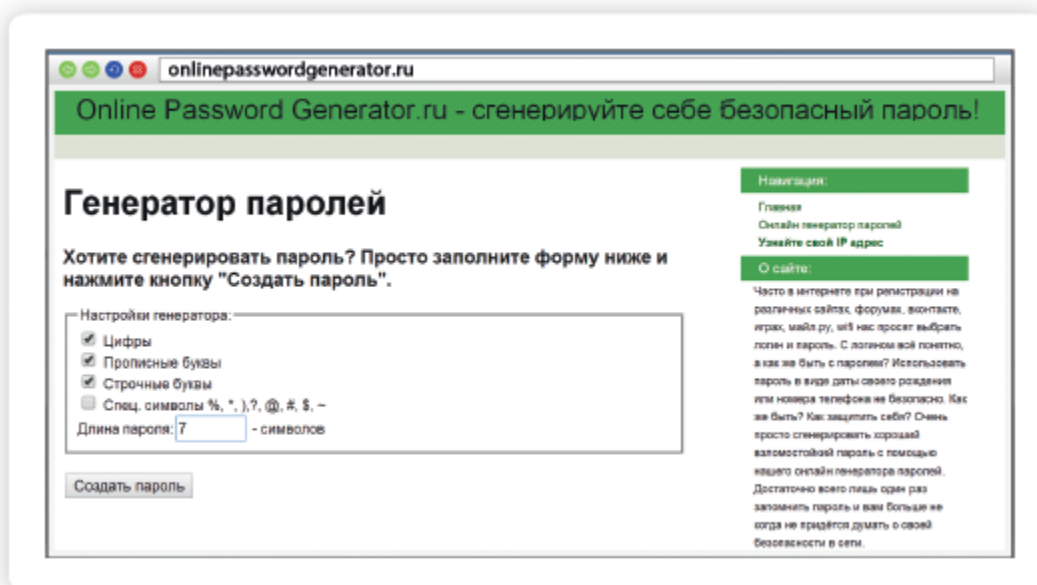 onlinepasswordgenerator.ru
Online Password Generator.ru - сгенерируйте себе безопасный пароль!
Генератор паролей
Хотите сгенерировать пароль? Просто заполните форму ниже и
нажмите кнопку "Создать пароль".
Настройки генератора:
Цифры
Прописные буквы
Строчные буквы
Спец. символы %, *, ),?, @, #, $, ~
Длина пароля: 7 - символов
Создать пароль
Навигация:
Главная
Онлайн генератор паролей
Узнайте свой IP адрес
О сайте:
Часто в интернете при регистрации на
различных сайтах, форумах, вконтакте,
играх, майл.ру, wifi нас просят выбрать
логин и пароль. С логином всё понятно,
а как же быть с паролем? Использовать
пароль в виде даты своего рождения
или номера телефона не безопасно. Как
же быть? Как защитить себя? Очень
просто сгенерировать хороший
взломостойкий пароль с помощью
нашего онлайн генератора паролей.
Достаточно всего лишь один раз
запомнить пароль и вам больше не
когда не придётся думать о своей
безопасности в сети.